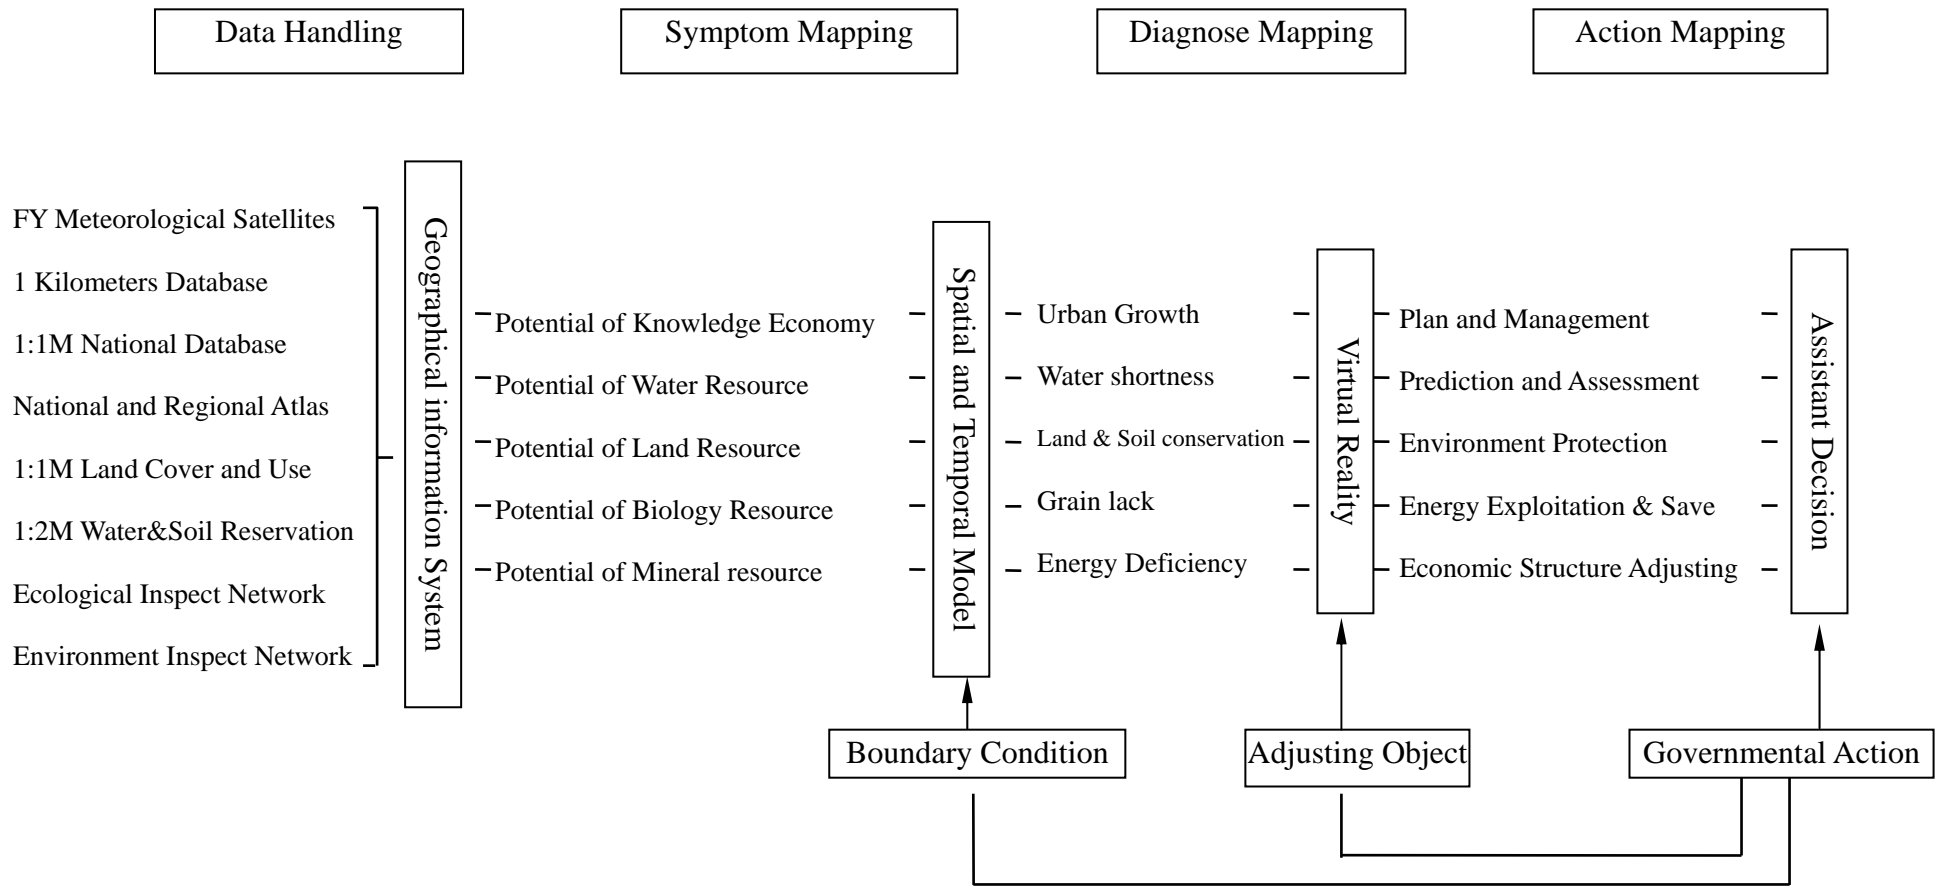 Data Handling
Symptom Mapping
Diagnose Mapping
Action Mapping
FY Meteorological Satellites
1 Kilometers Database
1:1M National Database
National and Regional Atlas
1:1M Land Cover and Use
1:2M Water&Soil Reservation
Ecological Inspect Network
Environment Inspect Network
Geographical information System
Potential of Knowledge Economy
Potential of Water Resource
Potential of Land Resource
Potential of Biology Resource
Potential of Mineral resource
Spatial and Temporal Model
Urban Growth
Water shortness
Land & Soil conservation
Grain lack
Energy Deficiency
Virtual Reality
Plan and Management
Prediction and Assessment
Environment Protection
Energy Exploitation & Save
Economic Structure Adjusting
Assistant Decision
Boundary Condition
Adjusting Object
Governmental Action